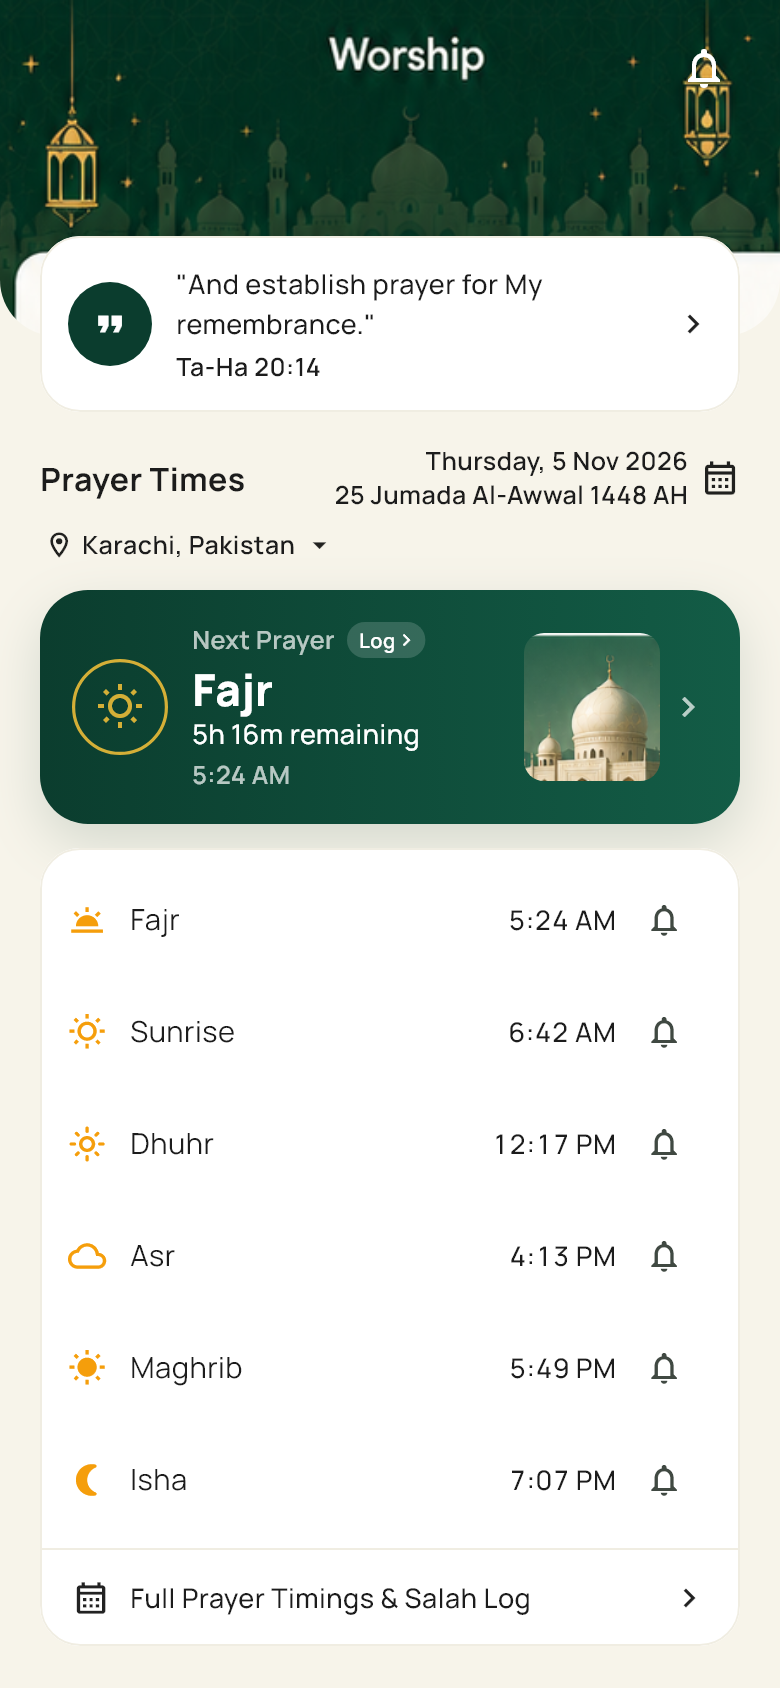 Worship
"And establish prayer for My
remembrance."
Ta-Ha 20:14
Prayer Times
Thursday, 5 Nov 2026
25 Jumada Al-Awwal 1448 AH
Karachi, Pakistan
Next Prayer Log
Fajr
5h 16m remaining
5:24 AM
Fajr 5:24 AM
Sunrise 6:42 AM
Dhuhr 12:17 PM
Asr 4:13 PM
Maghrib 5:49 PM
Isha 7:07 PM
Full Prayer Timings & Salah Log